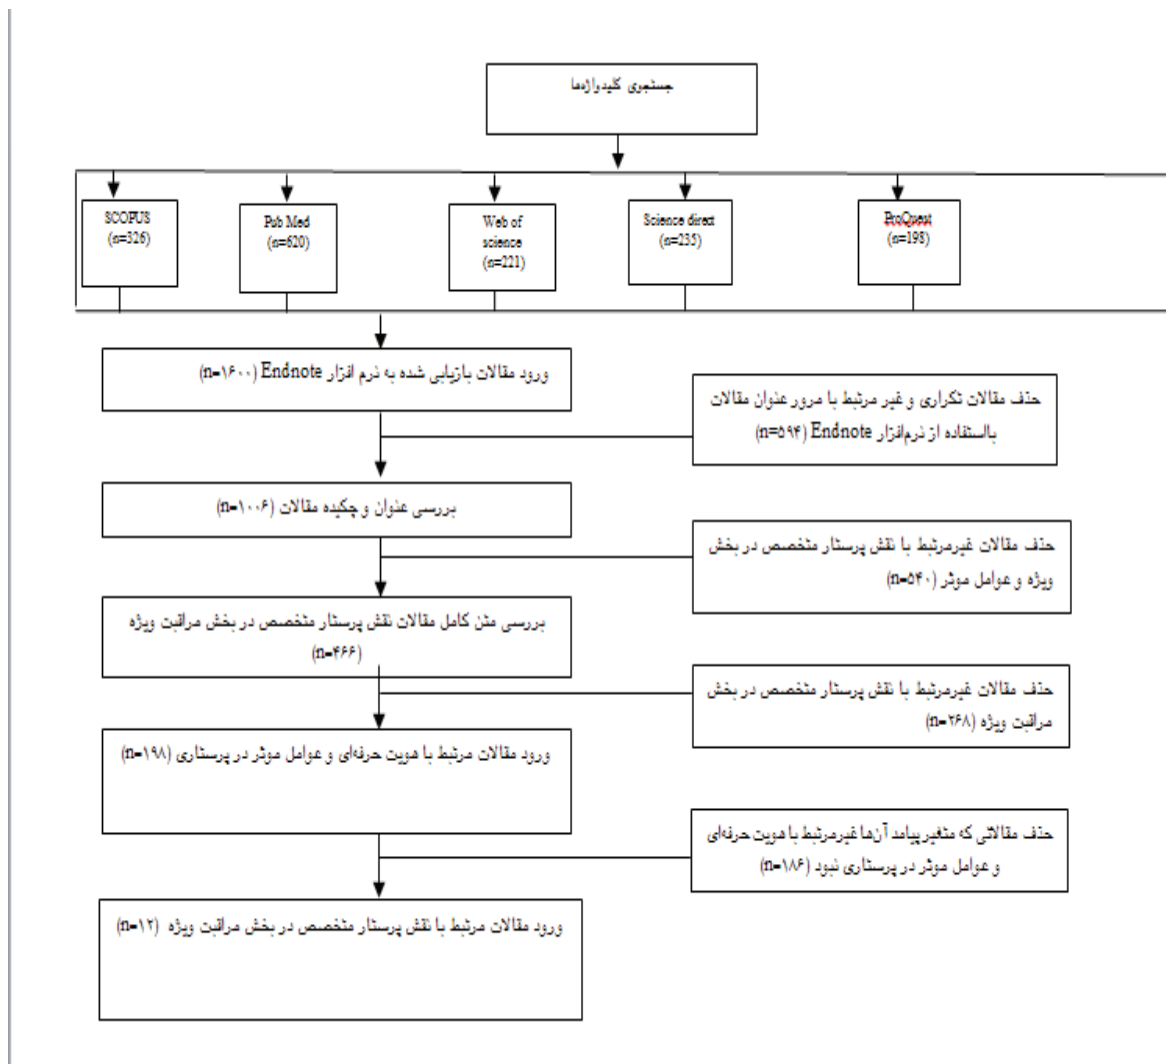 جستجوی کلیدواژه‌ها
SCOPUS
(n=326)
Pub Med
(n=620)
Web of
science
(n=221)
Science direct
(n=235)
ProQuest
(n=198)
ورود مقالات بازیابی شده به نرم افزار Endnote (n=۱۶۰۰)
حذف مقالات تکراری و غیر مرتبط با مرور عنوان مقالات
بااستفاده از نرم‌افزار Endnote (n=۵۹۴)
بررسی عنوان و چکیده مقالات (n=۱۰۰۶)
حذف مقالات غیرمرتبط با نقش پرستار متخصص در بخش
ویژه و عوامل موثر (n=۵۴۰)
بررسی متن کامل مقالات نقش پرستار متخصص در بخش مراقبت ویژه
(n=۴۶۶)
حذف مقالات غیرمرتبط با نقش پرستار متخصص در بخش
مراقبت ویژه (n=۲۶۸)
ورود مقالات مرتبط با هویت حرفه‌ای و عوامل موثر در پرستاری (n=۱۹۸)
حذف مقالاتی که متغیر پیامد آن‌ها غیرمرتبط با هویت حرفه‌ای
و عوامل موثر در پرستاری نبود (n=۱۸۶)
ورود مقالات مرتبط با نقش پرستار متخصص در بخش مراقبت ویژه (n=۱۲)